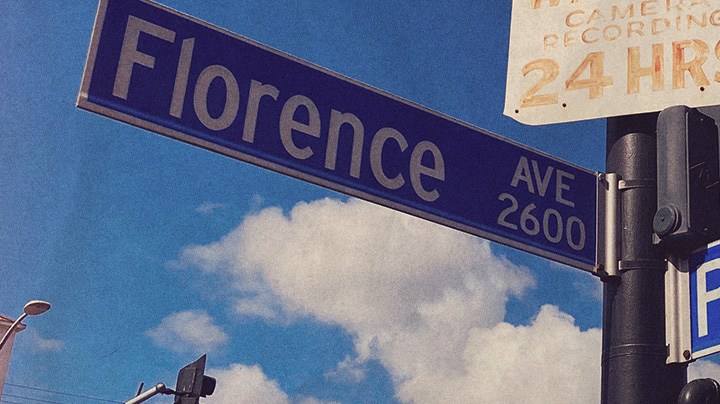 Florence AVE
2600
CAMERA
RECORDING
24 HRS